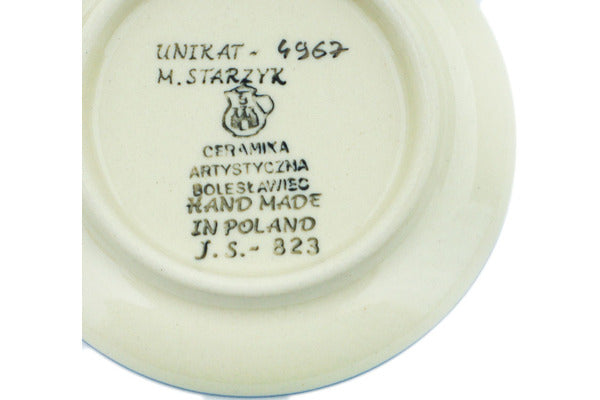 UNIKAT - 4967
M. STARZYK
CERAMIKA
ARTYSTYCZNA
BOLESŁAWIEC
HAND MADE
IN POLAND
J. S. - 823